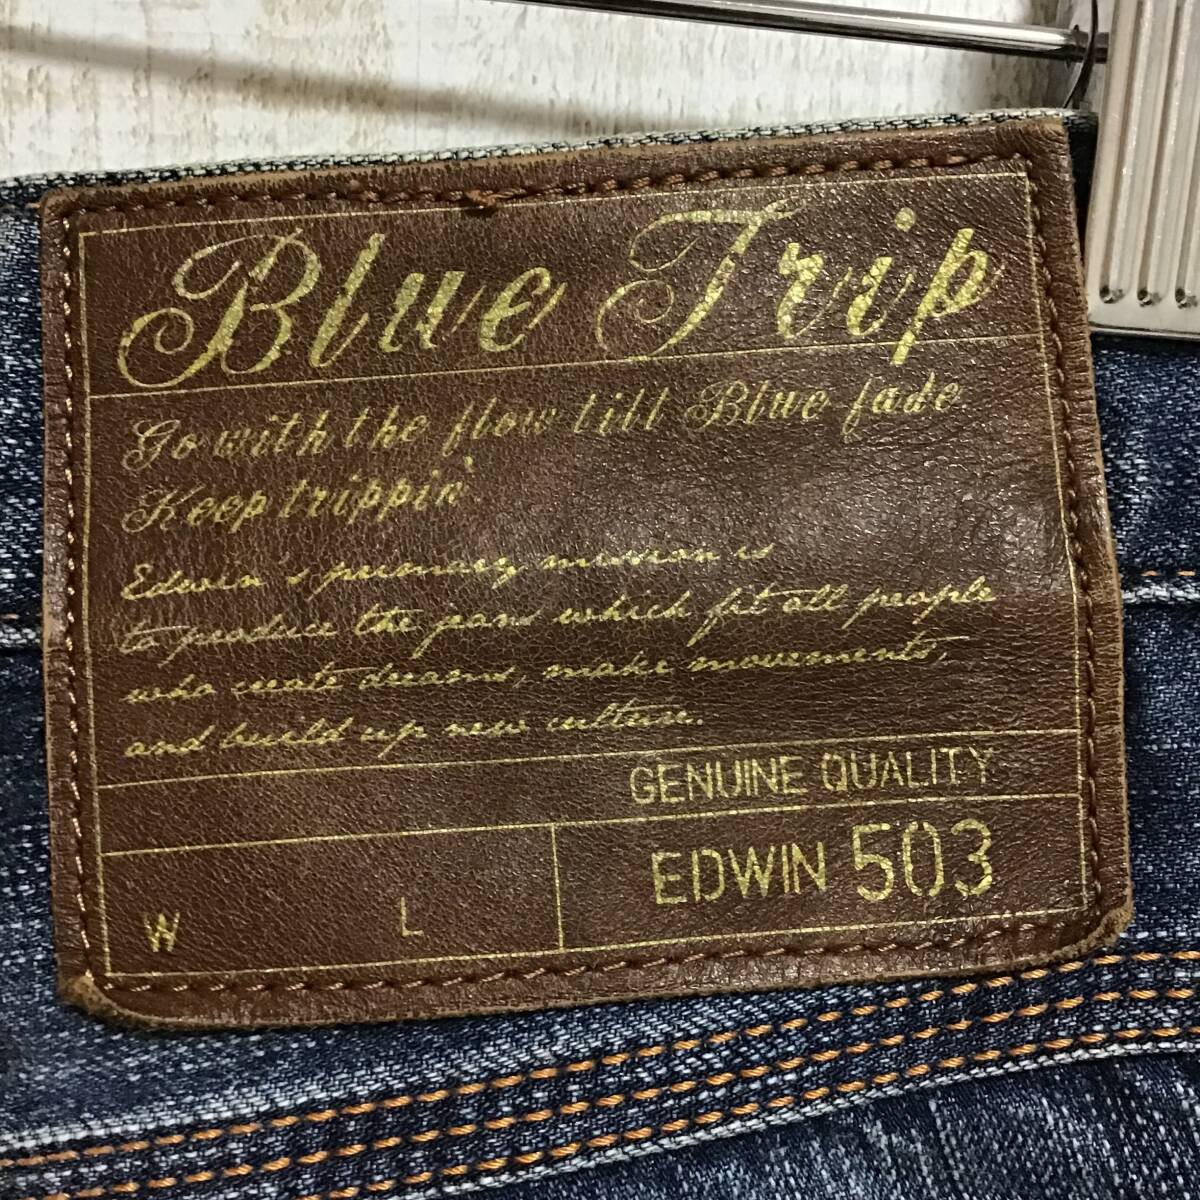 Blue Trip
Go with the flow till Blue fade
Keep trippin'
Edwin's primary mission is
to produce the jeans which fit all people
who create dreams, make movements,
and build up new culture.
GENUINE QUALITY
W L EDWIN 503